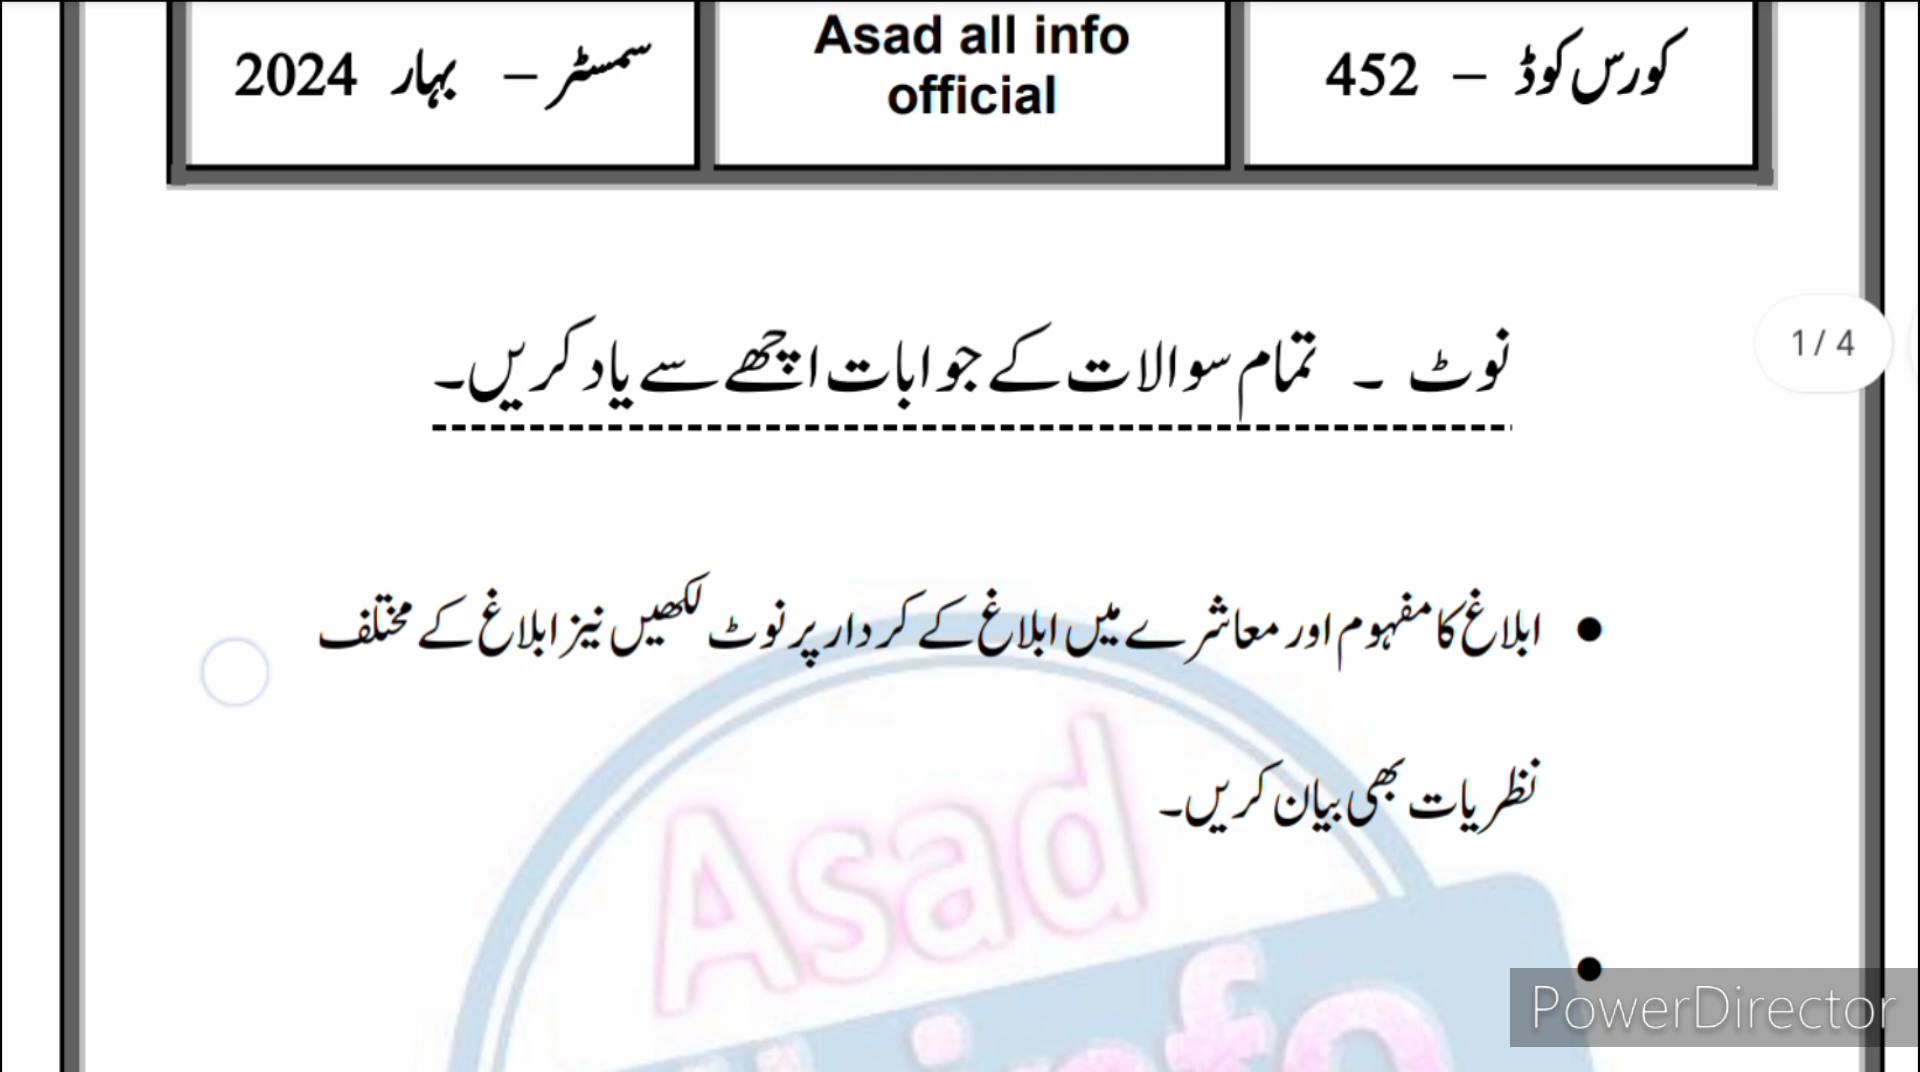 کورس کوڈ – 452
Asad all info
official
سمسٹر – بہار 2024
نوٹ ۔ تمام سوالات کے جوابات اچھے سے یاد کریں۔
1 / 4
• ابلاغ کا مفہوم اور معاشرے میں ابلاغ کے کردار پر نوٹ لکھیں نیز ابلاغ کے مختلف
نظریات بھی بیان کریں۔
•
Asad
all info
PowerDirector